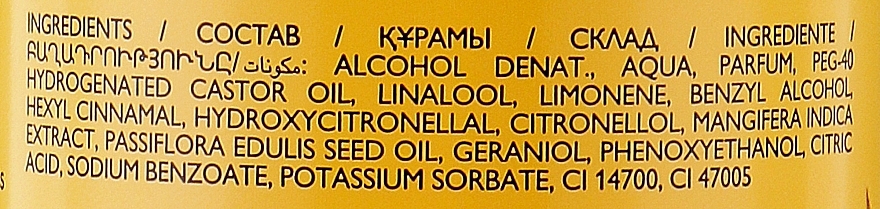 INGREDIENTS / СОСТАВ / ҚҰРАМЫ / СКЛАД / INGREDIENTE /
ԲԱՂԱԴՐՈՒԹՅՈՒՆԸ/مكونات: ALCOHOL DENAT., AQUA, PARFUM, PEG-40
HYDROGENATED CASTOR OIL, LINALOOL, LIMONENE, BENZYL ALCOHOL,
HEXYL CINNAMAL, HYDROXYCITRONELLAL, CITRONELLOL, MANGIFERA INDICA
EXTRACT, PASSIFLORA EDULIS SEED OIL, GERANIOL, PHENOXYETHANOL, CITRIC
ACID, SODIUM BENZOATE, POTASSIUM SORBATE, CI 14700, CI 47005